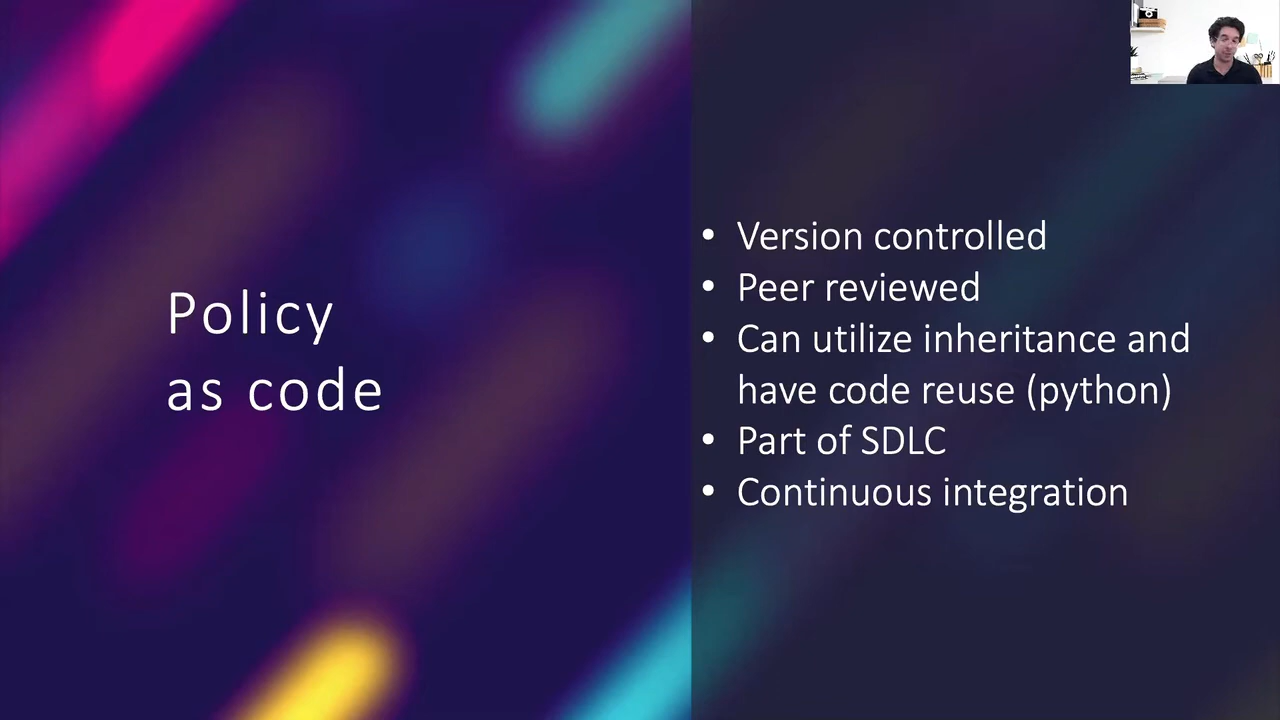 Policy
as code
• Version controlled
• Peer reviewed
• Can utilize inheritance and
have code reuse (python)
• Part of SDLC
• Continuous integration